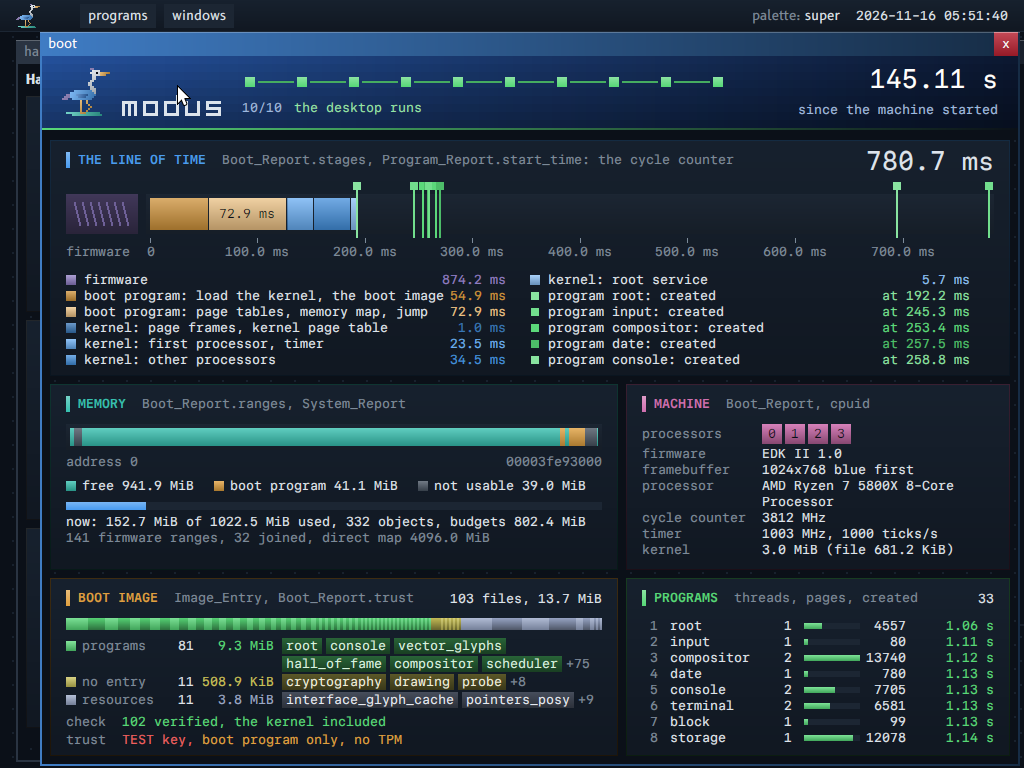 programs windows palette: super 2026-11-16 05:51:40
ha
boot x
Ha
MODUS
10/10 the desktop runs
145.11 s
since the machine started
THE LINE OF TIME Boot_Report.stages, Program_Report.start_time: the cycle counter 780.7 ms
72.9 ms
firmware 0 100.0 ms 200.0 ms 300.0 ms 400.0 ms 500.0 ms 600.0 ms 700.0 ms
firmware 874.2 ms
boot program: load the kernel, the boot image 54.9 ms
boot program: page tables, memory map, jump 72.9 ms
kernel: page frames, kernel page table 1.0 ms
kernel: first processor, timer 23.5 ms
kernel: other processors 34.5 ms
kernel: root service 5.7 ms
program root: created at 192.2 ms
program input: created at 245.3 ms
program compositor: created at 253.4 ms
program date: created at 257.5 ms
program console: created at 258.8 ms
MEMORY Boot_Report.ranges, System_Report
address 0 00003fe93000
free 941.9 MiB boot program 41.1 MiB not usable 39.0 MiB
now: 152.7 MiB of 1022.5 MiB used, 332 objects, budgets 802.4 MiB
141 firmware ranges, 32 joined, direct map 4096.0 MiB
MACHINE Boot_Report, cpuid
processors 0 1 2 3
firmware EDK II 1.0
framebuffer 1024x768 blue first
processor AMD Ryzen 7 5800X 8-Core
Processor
cycle counter 3812 MHz
timer 1003 MHz, 1000 ticks/s
kernel 3.0 MiB (file 681.2 KiB)
BOOT IMAGE Image_Entry, Boot_Report.trust 103 files, 13.7 MiB
programs 81 9.3 MiB root console vector_glyphs
hall_of_fame compositor scheduler +75
no entry 11 508.9 KiB cryptography drawing probe +8
resources 11 3.8 MiB interface_glyph_cache pointers_posy +9
check 102 verified, the kernel included
trust TEST key, boot program only, no TPM
PROGRAMS threads, pages, created 33
1 root 1 4557 1.06 s
2 input 1 80 1.11 s
3 compositor 2 13740 1.12 s
4 date 1 780 1.13 s
5 console 2 7705 1.13 s
6 terminal 2 6581 1.13 s
7 block 1 99 1.13 s
8 storage 1 12078 1.14 s